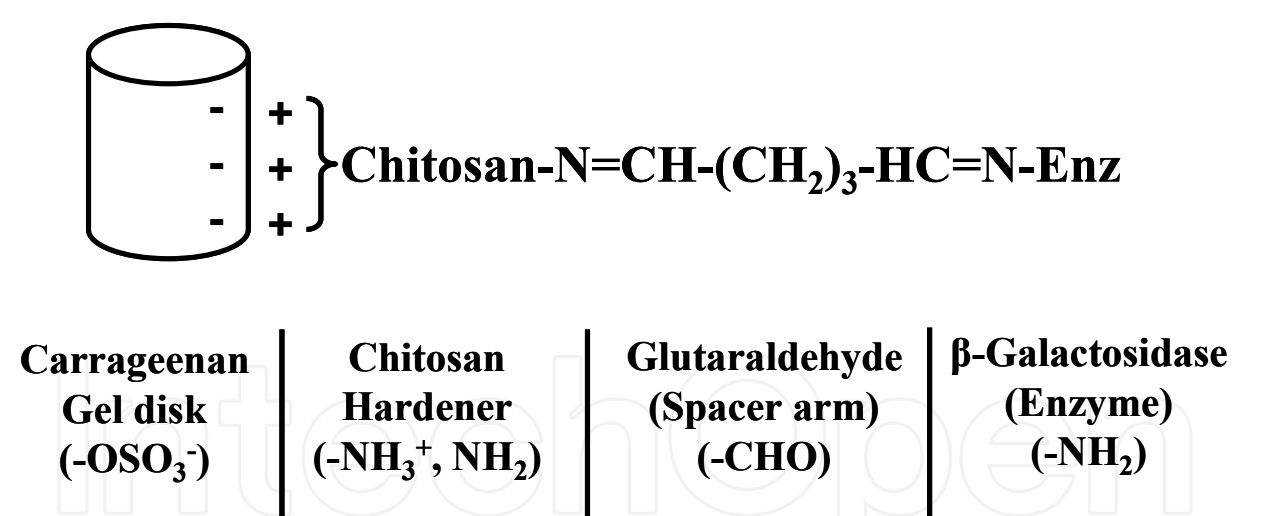 - +
- +
- +
Chitosan-N=CH-(CH₂)₃-HC=N-Enz
Carrageenan
Gel disk
(-OSO₃⁻)
Chitosan
Hardener
(-NH₃⁺, NH₂)
Glutaraldehyde
(Spacer arm)
(-CHO)
β-Galactosidase
(Enzyme)
(-NH₂)
IntechOpen